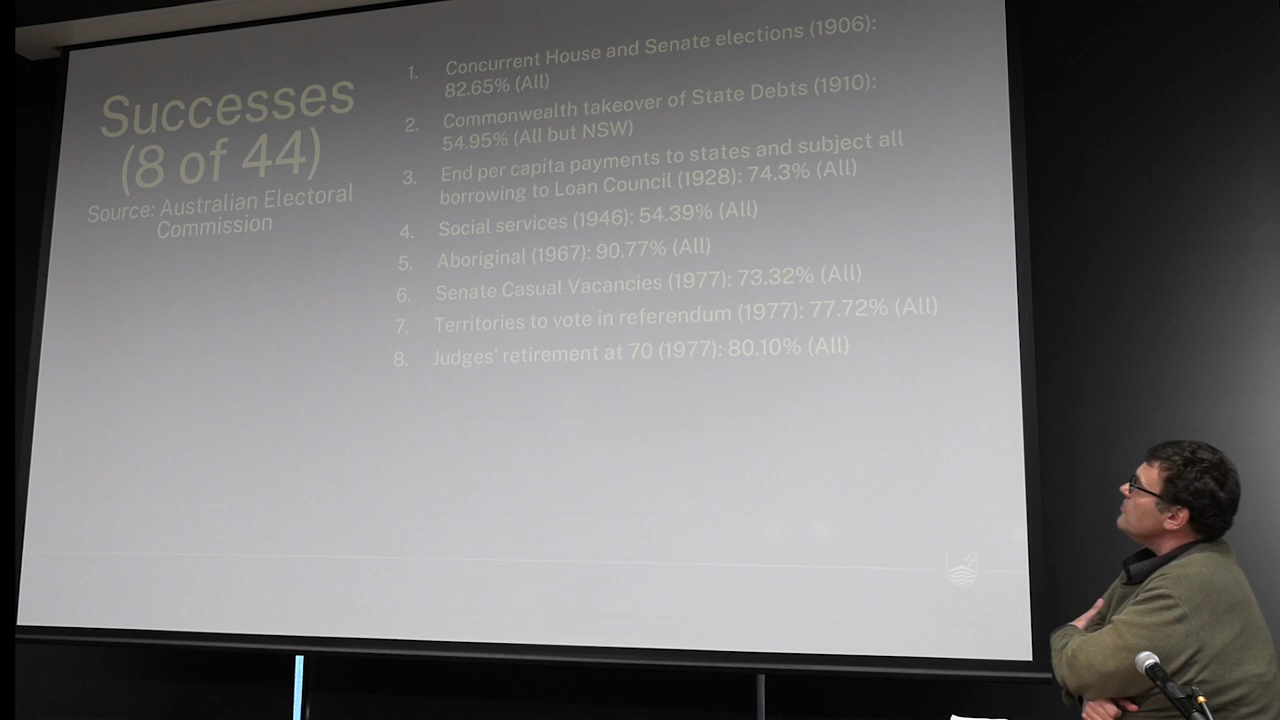 Successes
(8 of 44)
Source: Australian Electoral
Commission
1. Concurrent House and Senate elections (1906):
82.65% (All)
2. Commonwealth takeover of State Debts (1910):
54.95% (All but NSW)
3. End per capita payments to states and subject all
borrowing to Loan Council (1928): 74.3% (All)
4. Social services (1946): 54.39% (All)
5. Aboriginal (1967): 90.77% (All)
6. Senate Casual Vacancies (1977): 73.32% (All)
7. Territories to vote in referendum (1977): 77.72% (All)
8. Judges' retirement at 70 (1977): 80.10% (All)